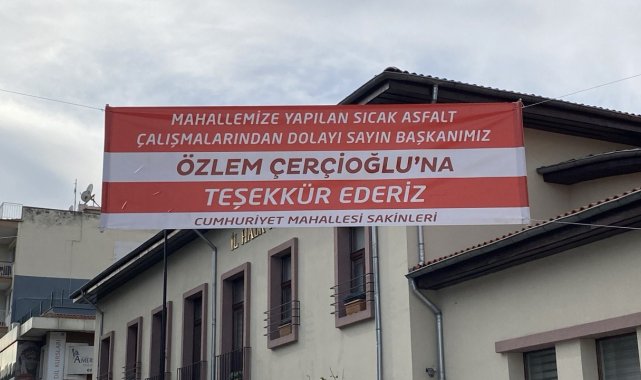 MAHALLEMİZE YAPILAN SICAK ASFALT
ÇALIŞMALARINDAN DOLAYI SAYIN BAŞKANIMIZ
ÖZLEM ÇERÇİOĞLU'NA
TEŞEKKÜR EDERİZ
CUMHURİYET MAHALLESİ SAKİNLERİ
İL HALK